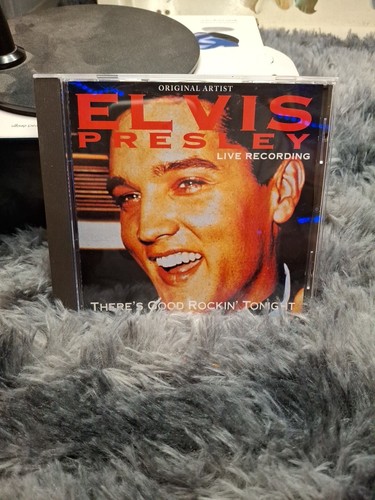 ORIGINAL ARTIST
ELVIS
PRESLEY
LIVE RECORDING
THERE'S GOOD ROCKIN' TONIGHT